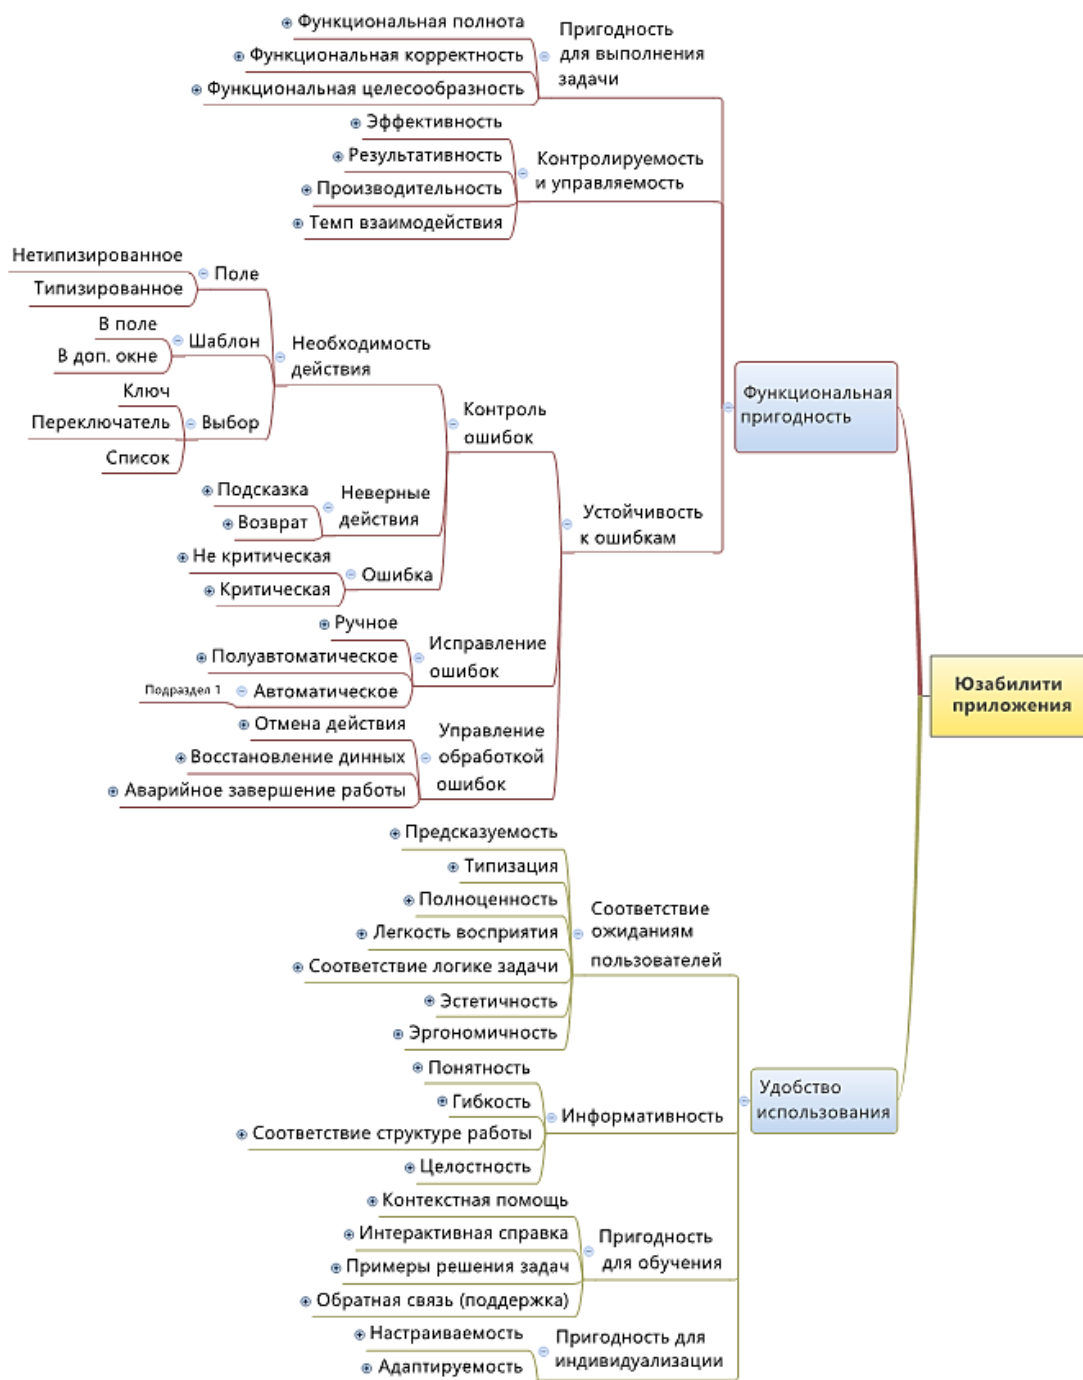 Функциональная полнота
Функциональная корректность
Функциональная целесообразность
Пригодность
для выполнения
задачи
Эффективность
Результативность
Производительность
Темп взаимодействия
Контролируемость
и управляемость
Нетипизированное
Типизированное
Поле
В поле
В доп. окне
Шаблон
Ключ
Переключатель
Список
Выбор
Необходимость
действия
Подсказка
Возврат
Неверные
действия
Не критическая
Критическая
Ошибка
Контроль
ошибок
Ручное
Полуавтоматическое
Подраздел 1
Автоматическое
Исправление
ошибок
Отмена действия
Восстановление динных
Аварийное завершение работы
Управление
обработкой
ошибок
Устойчивость
к ошибкам
Функциональная
пригодность
Юзабилити
приложения
Предсказуемость
Типизация
Полноценность
Легкость восприятия
Соответствие логике задачи
Эстетичность
Эргономичность
Соответствие
ожиданиям
пользователей
Понятность
Гибкость
Соответствие структуре работы
Целостность
Информативность
Удобство
использования
Контекстная помощь
Интерактивная справка
Примеры решения задач
Обратная связь (поддержка)
Пригодность
для обучения
Настраиваемость
Адаптируемость
Пригодность для
индивидуализации